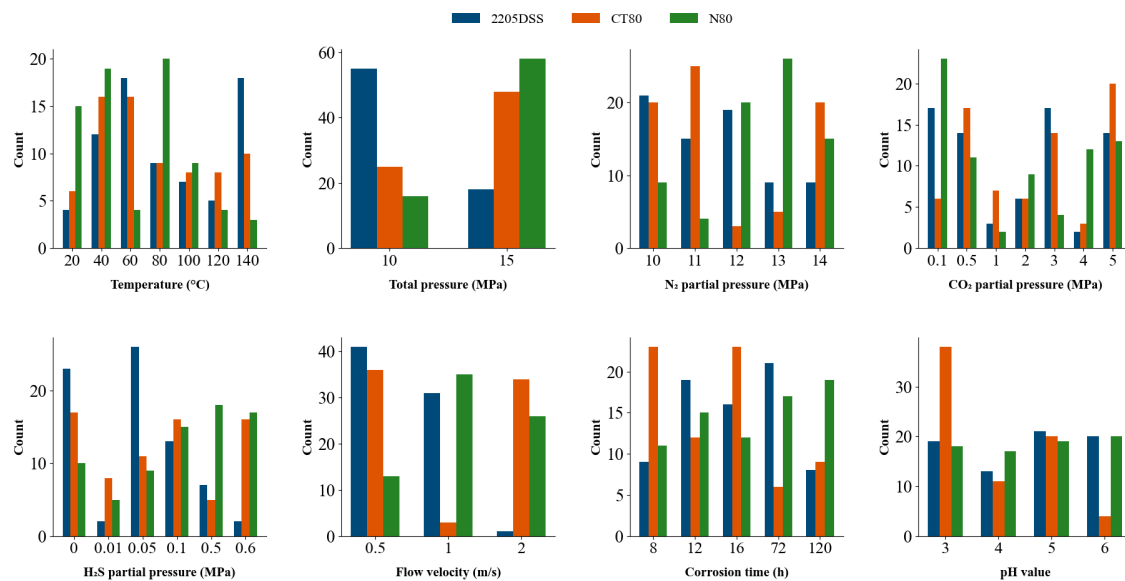 2205DSS CT80 N80
20
15
10
5
0
Count
20 40 60 80 100 120 140
Temperature (°C)
60
40
20
0
Count
10 15
Total pressure (MPa)
20
10
0
Count
10 11 12 13 14
N₂ partial pressure (MPa)
20
15
10
5
0
Count
0.1 0.5 1 2 3 4 5
CO₂ partial pressure (MPa)
20
10
0
Count
0 0.01 0.05 0.1 0.5 0.6
H₂S partial pressure (MPa)
40
30
20
10
0
Count
0.5 1 2
Flow velocity (m/s)
20
15
10
5
0
Count
8 12 16 72 120
Corrosion time (h)
30
20
10
0
Count
3 4 5 6
pH value